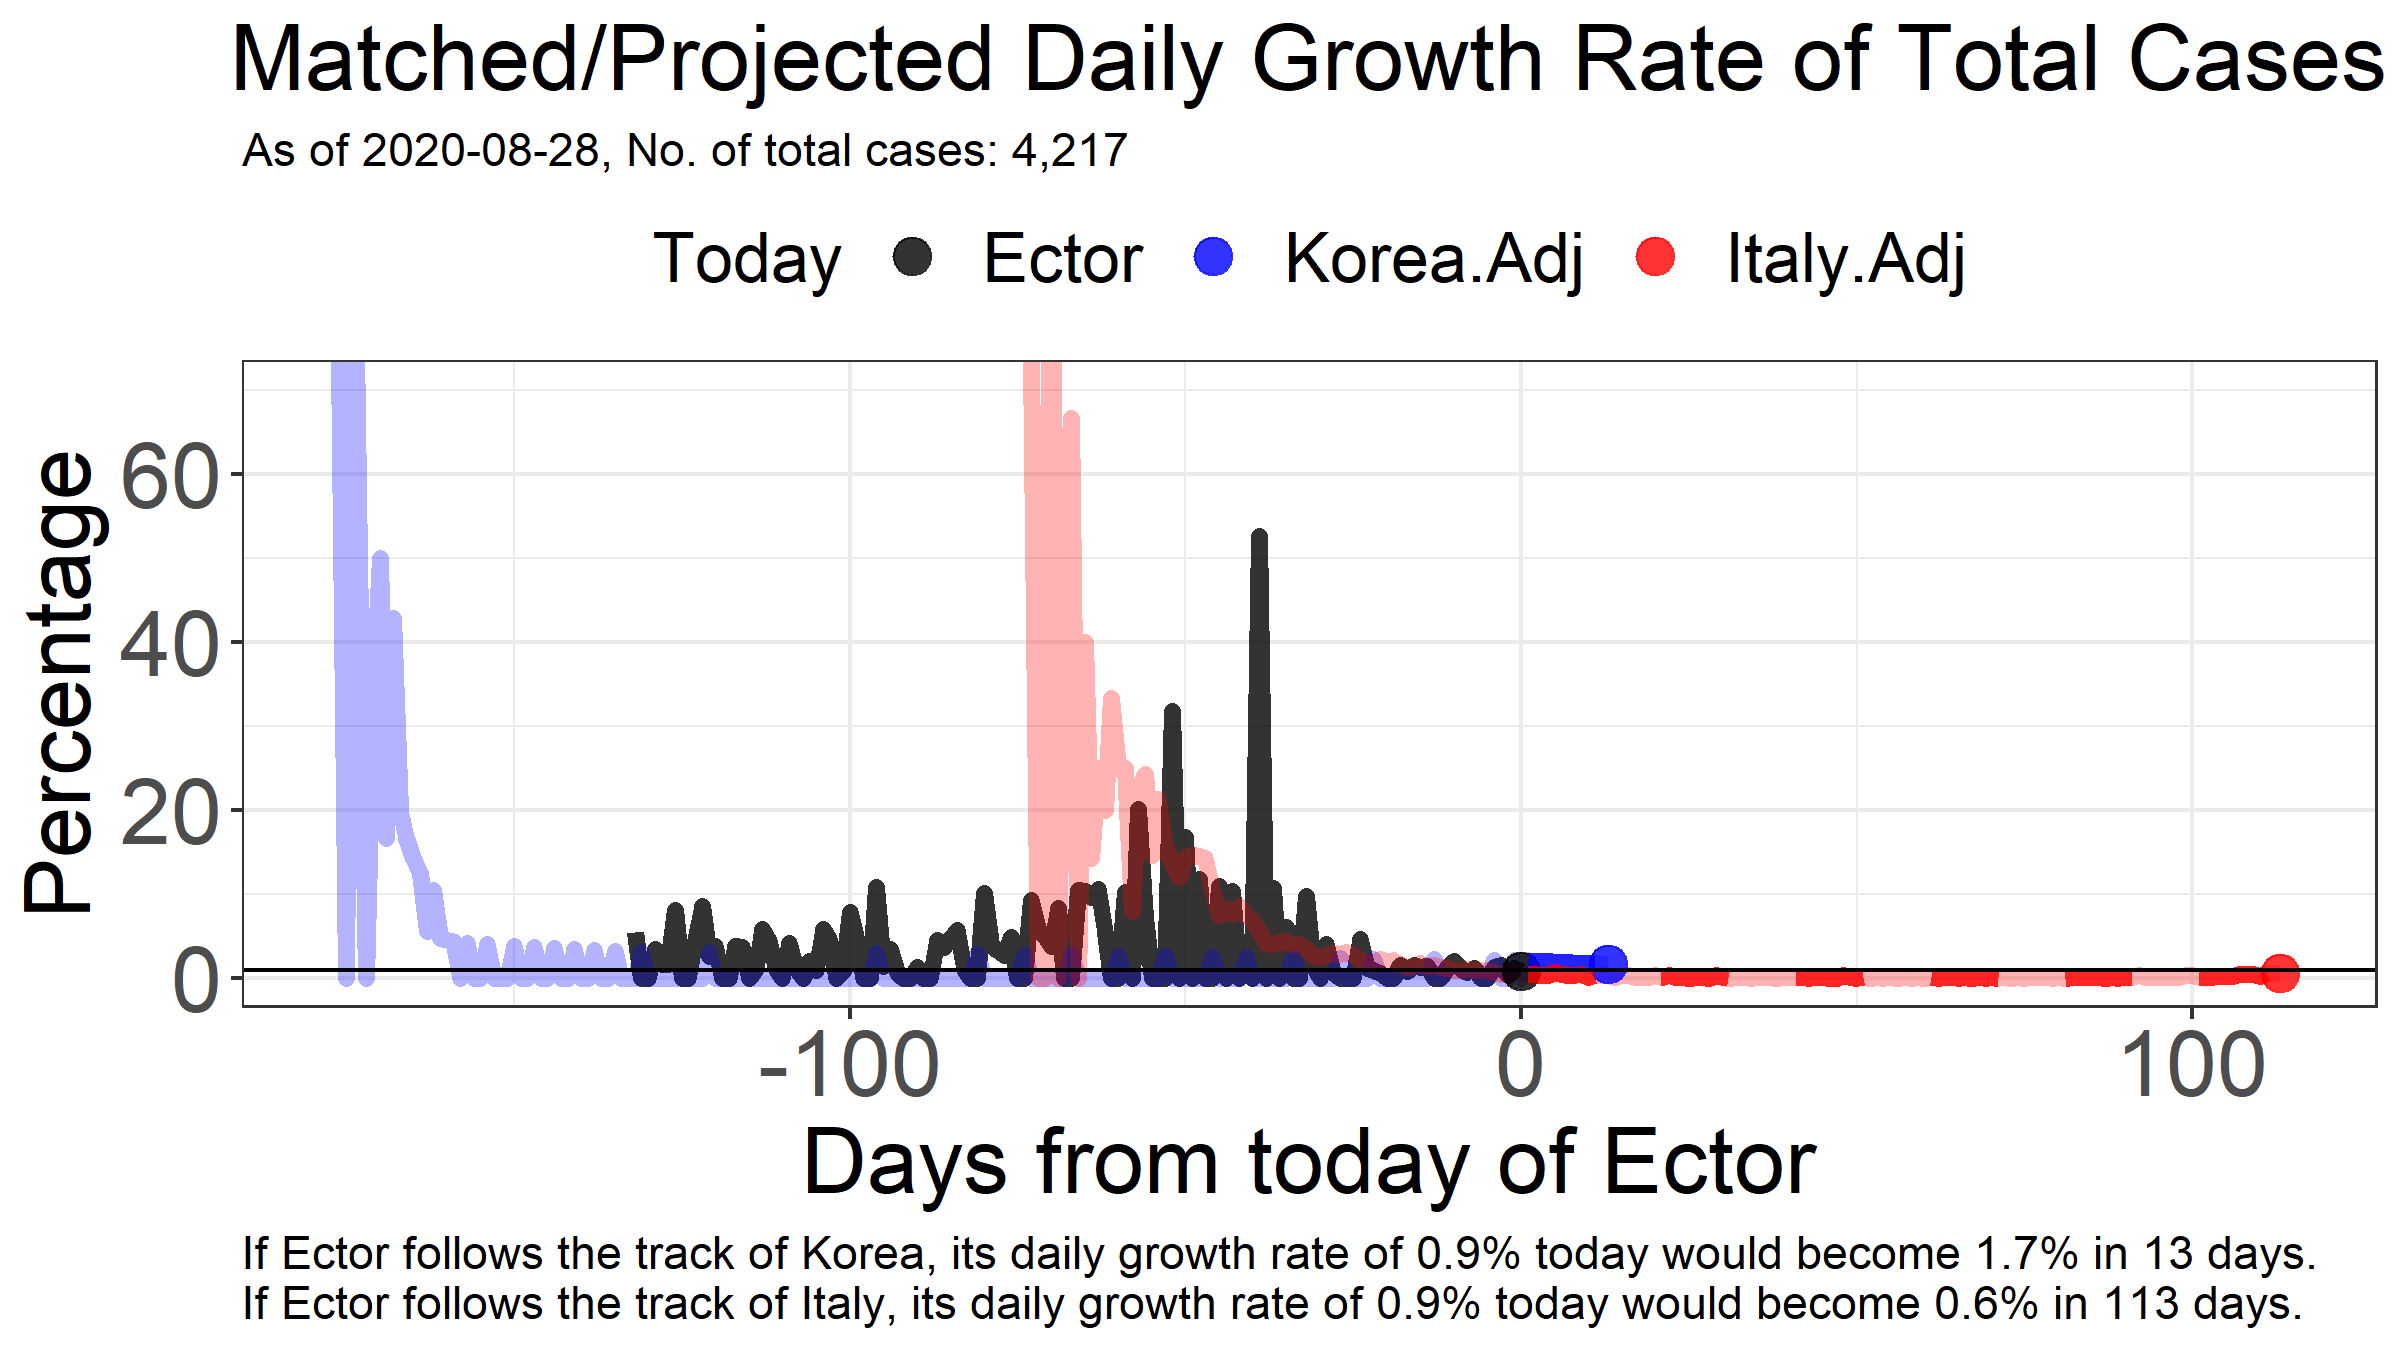 Matched/Projected Daily Growth Rate of Total Cases
As of 2020-08-28, No. of total cases: 4,217
Today Ector Korea.Adj Italy.Adj
Percentage
60
40
20
0
-100 0 100
Days from today of Ector
If Ector follows the track of Korea, its daily growth rate of 0.9% today would become 1.7% in 13 days.
If Ector follows the track of Italy, its daily growth rate of 0.9% today would become 0.6% in 113 days.